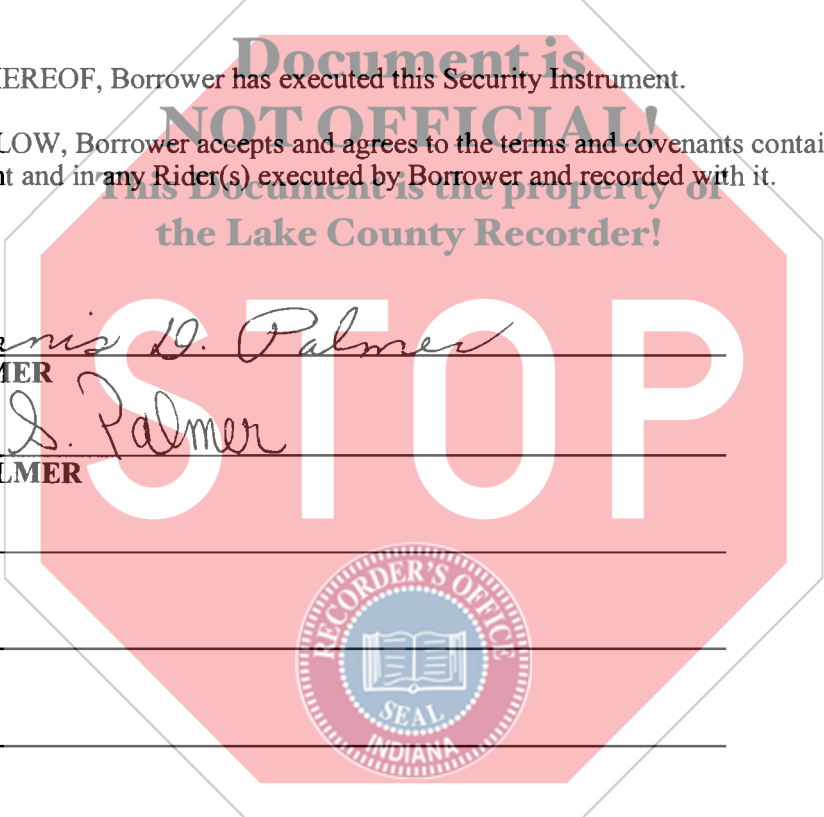 Document is
HEREOF, Borrower has executed this Security Instrument.
NOT OFFICIAL!
LOW, Borrower accepts and agrees to the terms and covenants contai
nt and in any Rider(s) executed by Borrower and recorded with it.
This Document is the property of
the Lake County Recorder!
STOP
nnis D. Palmer
MER
S. Palmer
LMER
RECORDER'S OFFICE
SEAL
INDIANA